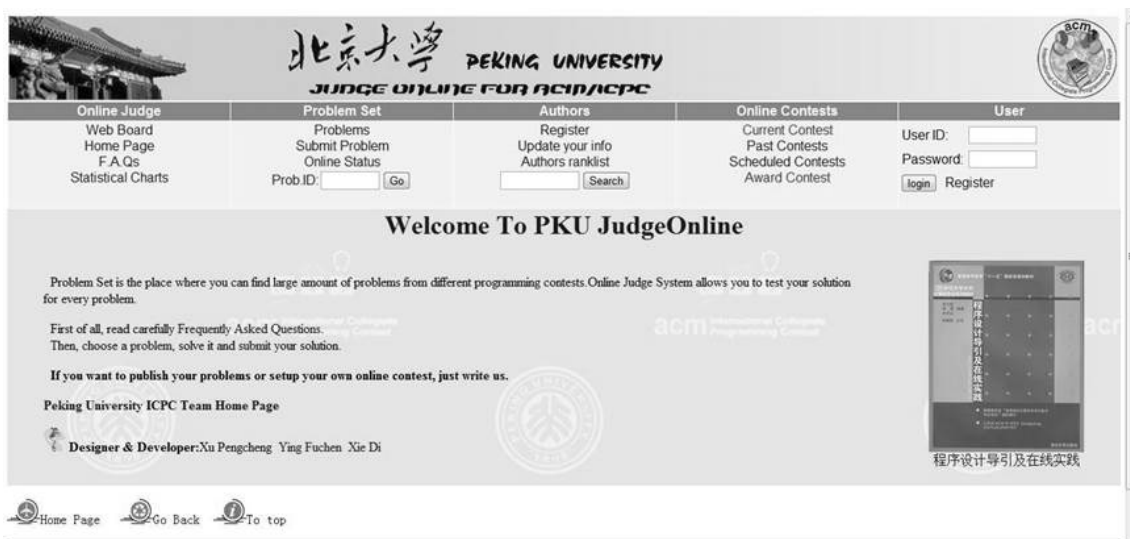 北京大学 PEKING UNIVERSITY
JUDGE ONLINE FOR ACM/ICPC
acm
Online Judge Problem Set Authors Online Contests User
Web Board Problems Register Current Contest
Home Page Submit Problem Update your info Past Contests User ID:
F.A.Qs Online Status Authors ranklist Scheduled Contests Password:
Statistical Charts Prob.ID: Go Search Award Contest login Register
Welcome To PKU JudgeOnline
Problem Set is the place where you can find large amount of problems from different programming contests.Online Judge System allows you to test your solution
for every problem.
First of all, read carefully Frequently Asked Questions.
Then, choose a problem, solve it and submit your solution.
If you want to publish your problems or setup your own online contest, just write us.
Peking University ICPC Team Home Page
Designer & Developer:Xu Pengcheng Ying Fuchen Xie Di
acm International Collegiate
Programming Contest
程序设计导引及在线实践
程序设计导引及在线实践
Home Page Go Back To top